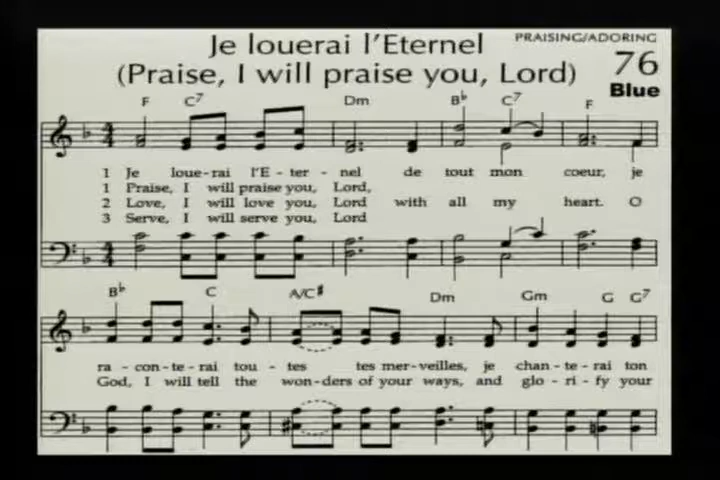 PRAISING/ADORING
Je louerai l'Eternel
76
(Praise, I will praise you, Lord)
Blue
F C7 Dm B♭ C7 F
1 Je loue-rai l'E-ter-nel de tout mon coeur, je
1 Praise, I will praise you, Lord,
2 Love, I will love you, Lord with all my heart. O
3 Serve, I will serve you, Lord
B♭ C A/C♯ Dm Gm G G7
ra-con-te-rai tou-tes tes mer-veilles, je chan-te-rai ton
God, I will tell the won-ders of your ways, and glo-ri-fy your